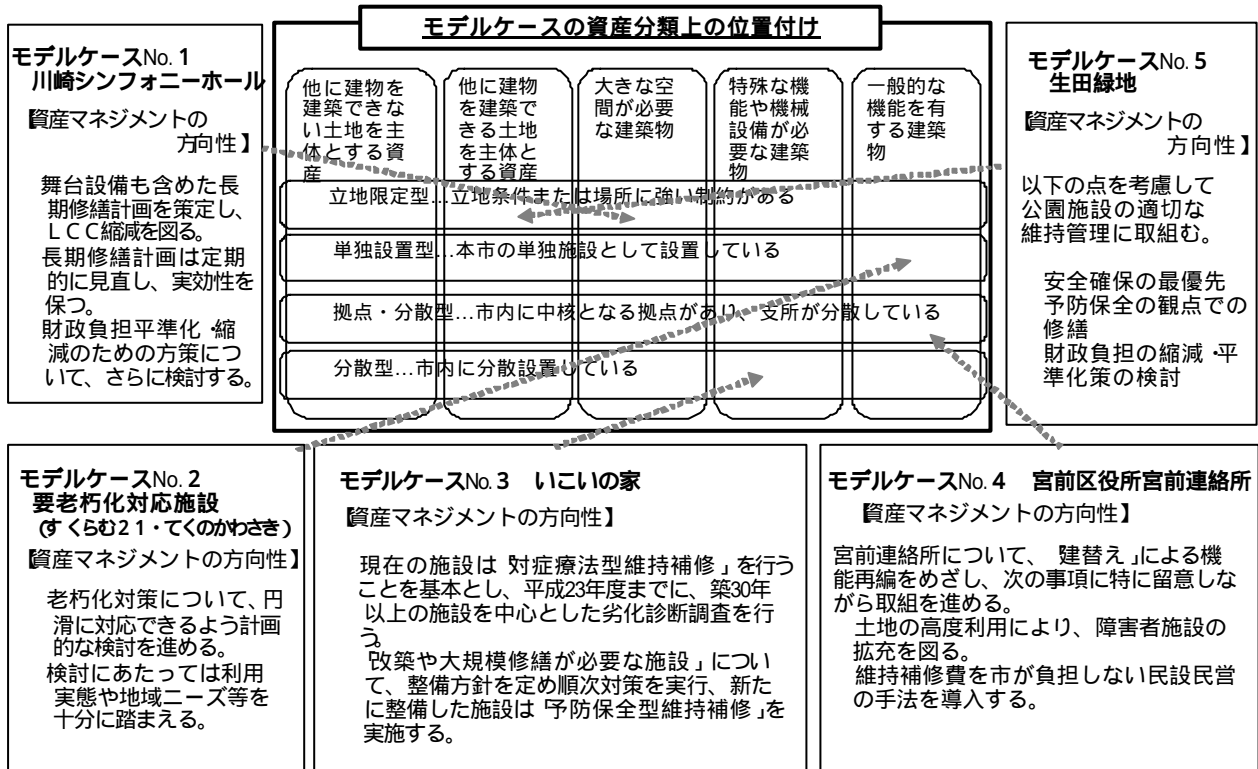 モデルケースの資産分類上の位置付け
モデルケースNo.1
川崎シンフォニーホール
【資産マネジメントの
方向性】
舞台設備も含めた長
期修繕計画を策定し、
ＬＣＣ縮減を図る。
長期修繕計画は定期
的に見直し、実効性を
保つ。
財政負担平準化・縮
減のための方策につ
いて、さらに検討する。
他に建物を
建築できな
い土地を主
体とする資
産
他に建物
を建築で
きる土地
を主体と
する資産
大きな空
間が必要
な建築物
特殊な機
能や機械
設備が必
要な建築
物
一般的な
機能を有
する建築
物
立地限定型…立地条件または場所に強い制約がある
単独設置型…本市の単独施設として設置している
拠点・分散型…市内に中核となる拠点があり、支所が分散している
分散型…市内に分散設置している
モデルケースNo.5
生田緑地
【資産マネジメントの
方向性】
以下の点を考慮して
公園施設の適切な
維持管理に取組む。
安全確保の最優先
予防保全の観点での
修繕
財政負担の縮減・平
準化策の検討
モデルケースNo.2
要老朽化対応施設
(すくらむ２１・てくのかわさき)
【資産マネジメントの方向性】
老朽化対策について、円
滑に対応できるよう計画
的な検討を進める。
検討にあたっては利用
実態や地域ニーズ等を
十分に踏まえる。
モデルケースNo.3　いこいの家
【資産マネジメントの方向性】
現在の施設は「対症療法型維持補修」を行う
ことを基本とし、平成23年度までに、築30年
以上の施設を中心とした劣化診断調査を行
う。
「改築や大規模修繕が必要な施設」につい
て、整備方針を定め順次対策を実行、新た
に整備した施設は「予防保全型維持補修」を
実施する。
モデルケースNo.4　宮前区役所宮前連絡所
【資産マネジメントの方向性】
宮前連絡所について、「建替え」による機
能再編をめざし、次の事項に特に留意しな
がら取組を進める。
土地の高度利用により、障害者施設の
拡充を図る。
維持補修費を市が負担しない民設民営
の手法を導入する。